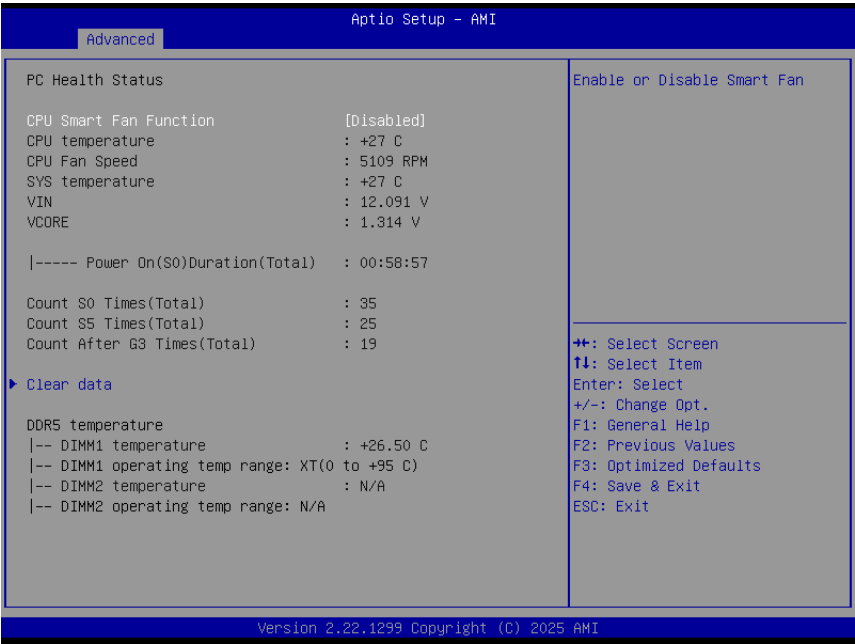 Aptio Setup - AMI
Advanced
PC Health Status
CPU Smart Fan Function [Disabled]
CPU temperature : +27 C
CPU Fan Speed : 5109 RPM
SYS temperature : +27 C
VIN : 12.091 V
VCORE : 1.314 V
|----- Power On(S0)Duration(Total) : 00:58:57
Count S0 Times(Total) : 35
Count S5 Times(Total) : 25
Count After G3 Times(Total) : 19
Clear data
DDR5 temperature
|-- DIMM1 temperature : +26.50 C
|-- DIMM1 operating temp range: XT(0 to +95 C)
|-- DIMM2 temperature : N/A
|-- DIMM2 operating temp range: N/A
Enable or Disable Smart Fan
→←: Select Screen
↑↓: Select Item
Enter: Select
+/-: Change Opt.
F1: General Help
F2: Previous Values
F3: Optimized Defaults
F4: Save & Exit
ESC: Exit
Version 2.22.1299 Copyright (C) 2025 AMI